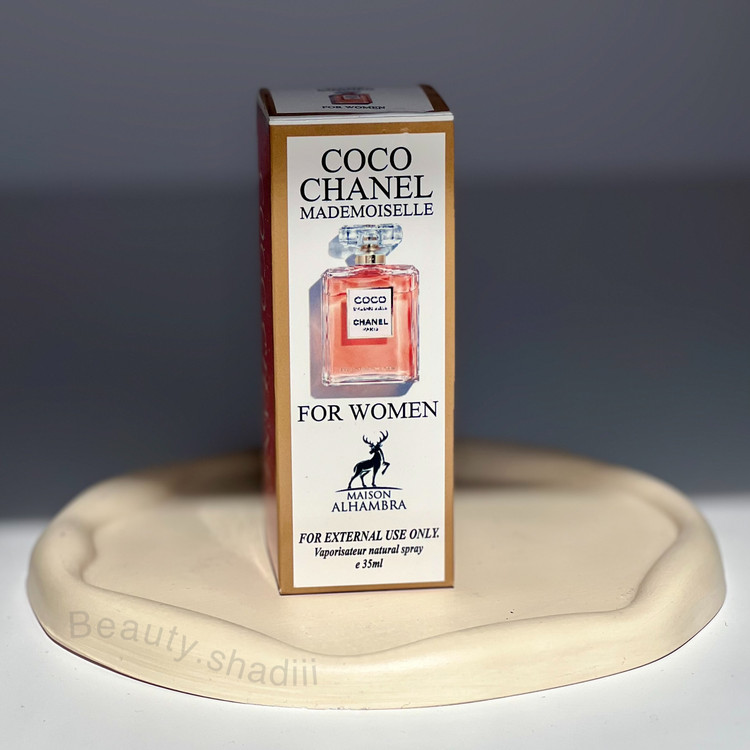 FOR WOMEN
COCO
CHANEL
MADEMOISELLE
COCO
CHANEL
PARIS
FOR WOMEN
MAISON
ALHAMBRA
FOR EXTERNAL USE ONLY.
Vaporisateur natural spray
e 35ml
Beauty.shadiii